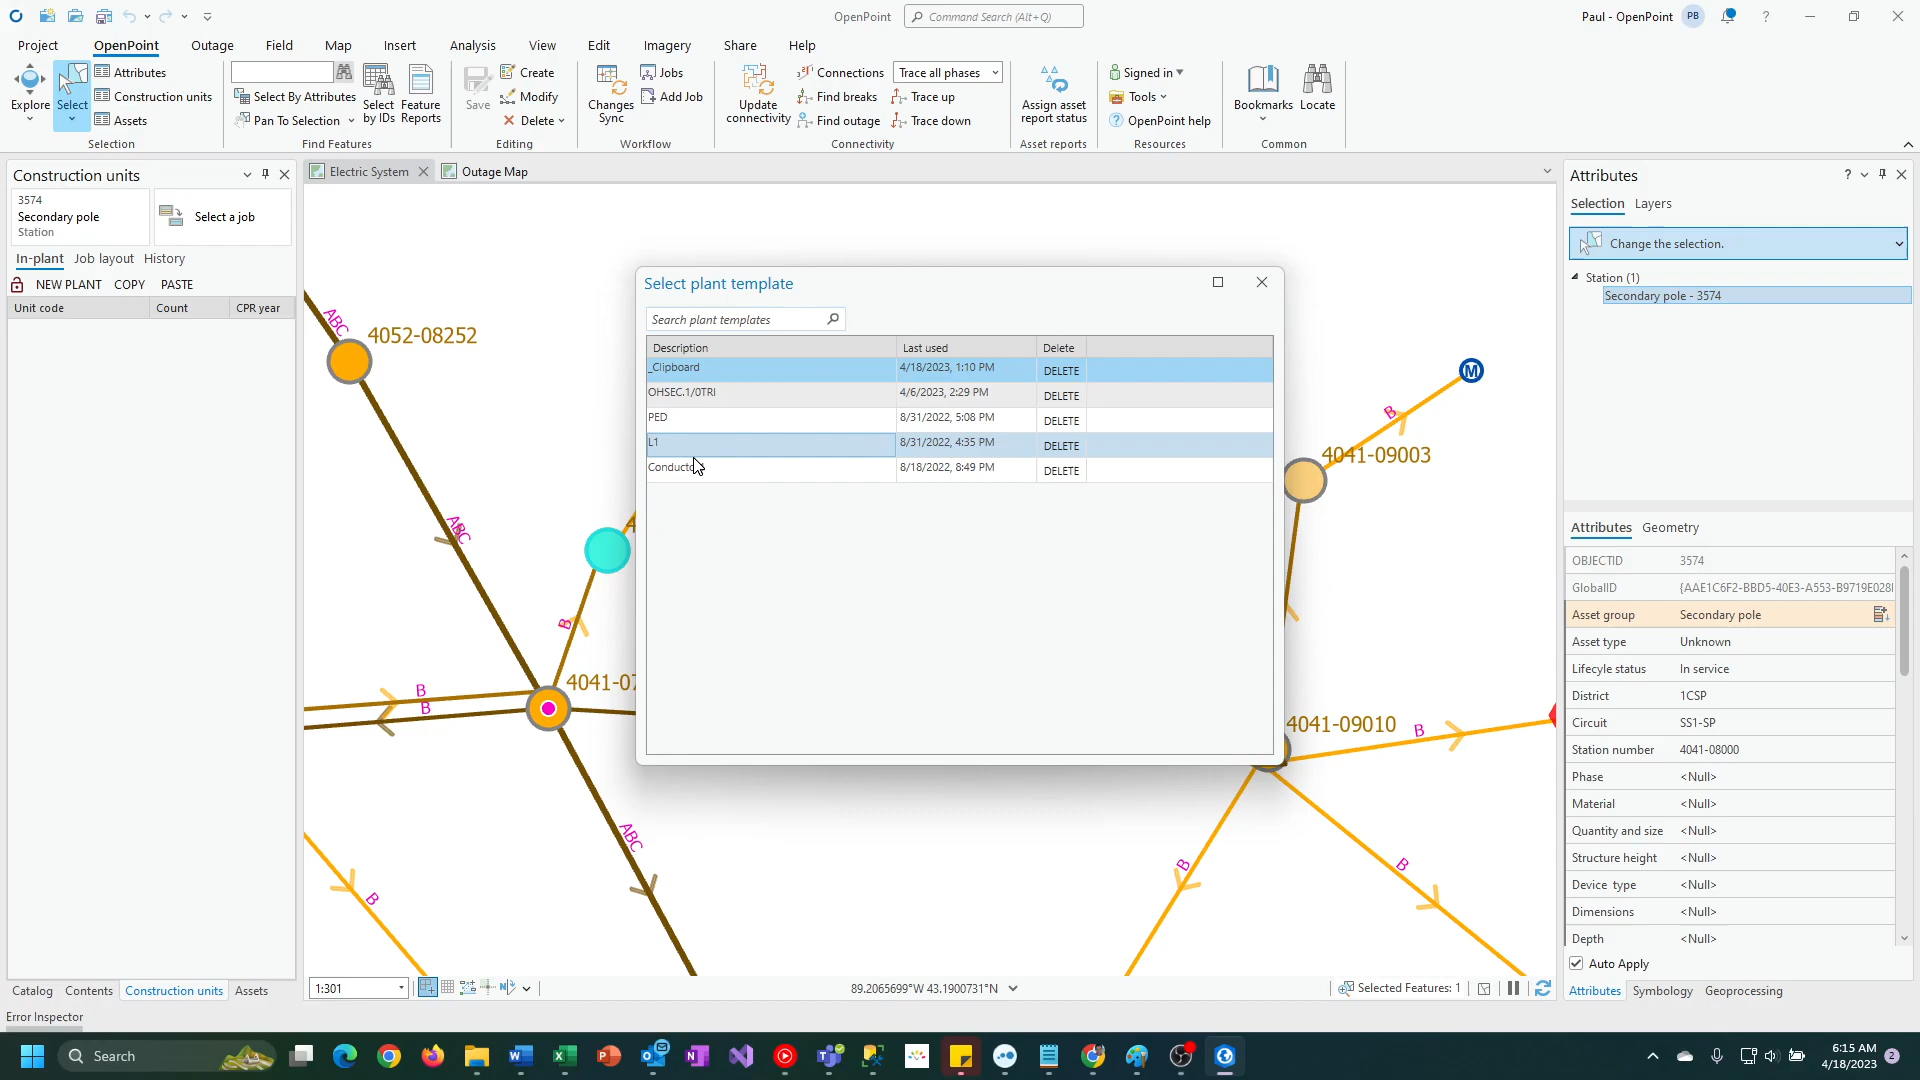 OpenPoint
Command Search (Alt+Q)
Paul - OpenPoint
PB
Project
OpenPoint
Outage
Field
Map
Insert
Analysis
View
Edit
Imagery
Share
Help
Explore
Select
Attributes
Construction units
Assets
Selection
Select By Attributes
Pan To Selection
Select by IDs
Feature Reports
Find Features
Save
Create
Modify
Delete
Editing
Changes Sync
Jobs
Add Job
Workflow
Update connectivity
Connections
Find breaks
Find outage
Trace all phases
Trace up
Trace down
Connectivity
Assign asset report status
Asset reports
Signed in
Tools
OpenPoint help
Resources
Bookmarks
Locate
Common
Construction units
3574
Secondary pole
Station
Select a job
In-plant
Job layout
History
NEW PLANT
COPY
PASTE
Unit code
Count
CPR year
Electric System
Outage Map
ABC
4052-08252
ABC
B
4041-07
B
B
ABC
B
M
B
4041-09003
4041-09010
B
B
B
Select plant template
Search plant templates
Description
Last used
Delete
_Clipboard
4/18/2023, 1:10 PM
DELETE
OHSEC.1/0TRI
4/6/2023, 2:29 PM
DELETE
PED
8/31/2022, 5:08 PM
DELETE
L1
8/31/2022, 4:35 PM
DELETE
8/18/2022, 8:49 PM
DELETE
Attributes
Selection
Layers
Change the selection.
Station (1)
Secondary pole - 3574
Attributes
Geometry
OBJECTID
3574
GlobalID
{AAE1C6F2-BBD5-40E3-A553-B9719E028
Asset group
Secondary pole
Asset type
Unknown
Lifecyle status
In service
District
1CSP
Circuit
SS1-SP
Station number
4041-08000
Phase
<Null>
Material
<Null>
Quantity and size
<Null>
Structure height
<Null>
Device type
<Null>
Dimensions
<Null>
Depth
<Null>
Auto Apply
Catalog
Contents
Construction units
Assets
1:301
89.2065699°W 43.1900731°N
Selected Features: 1
Attributes
Symbology
Geoprocessing
Error Inspector
Search
6:15 AM
4/18/2023
2